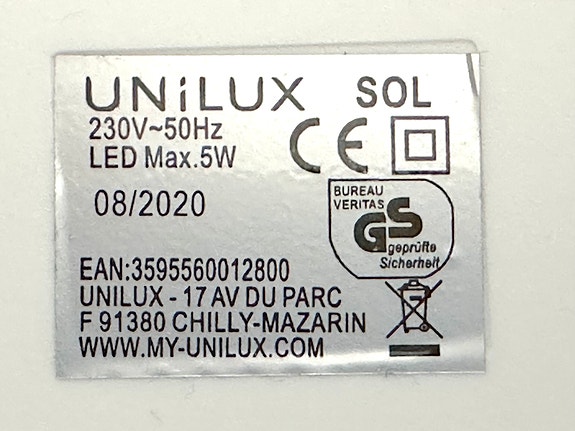 UNiLUX SOL
230V~50Hz
LED Max.5W
CE
08/2020
BUREAU
VERITAS
GS
geprüfte
Sicherheit
EAN:3595560012800
UNILUX - 17 AV DU PARC
F 91380 CHILLY-MAZARIN
WWW.MY-UNILUX.COM